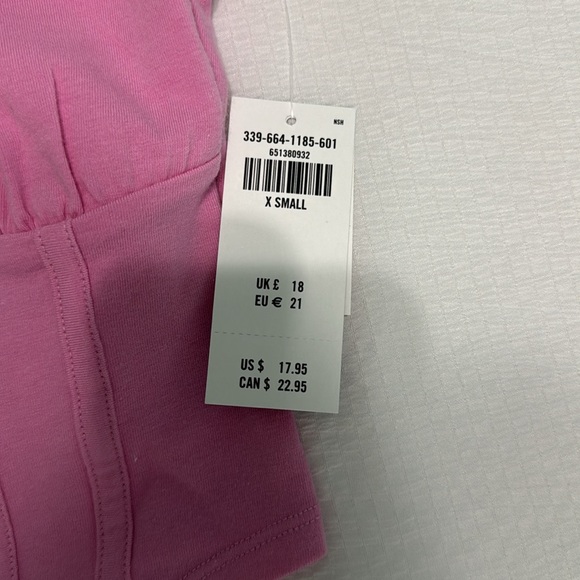 NSH
339-664-1185-601
651380932
X SMALL
UK £ 18
EU € 21
US $ 17.95
CAN $ 22.95